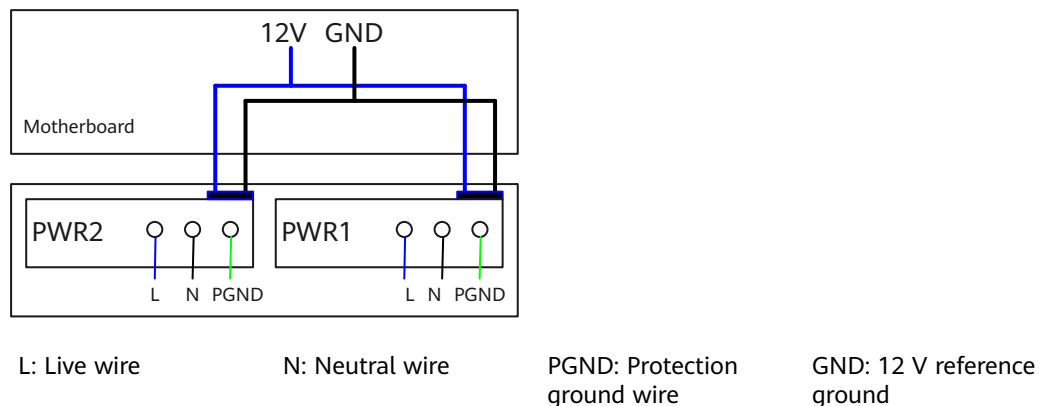 12V GND
Motherboard
PWR2
PWR1
L N PGND
L N PGND
L: Live wire
N: Neutral wire
PGND: Protection
ground wire
GND: 12 V reference
ground